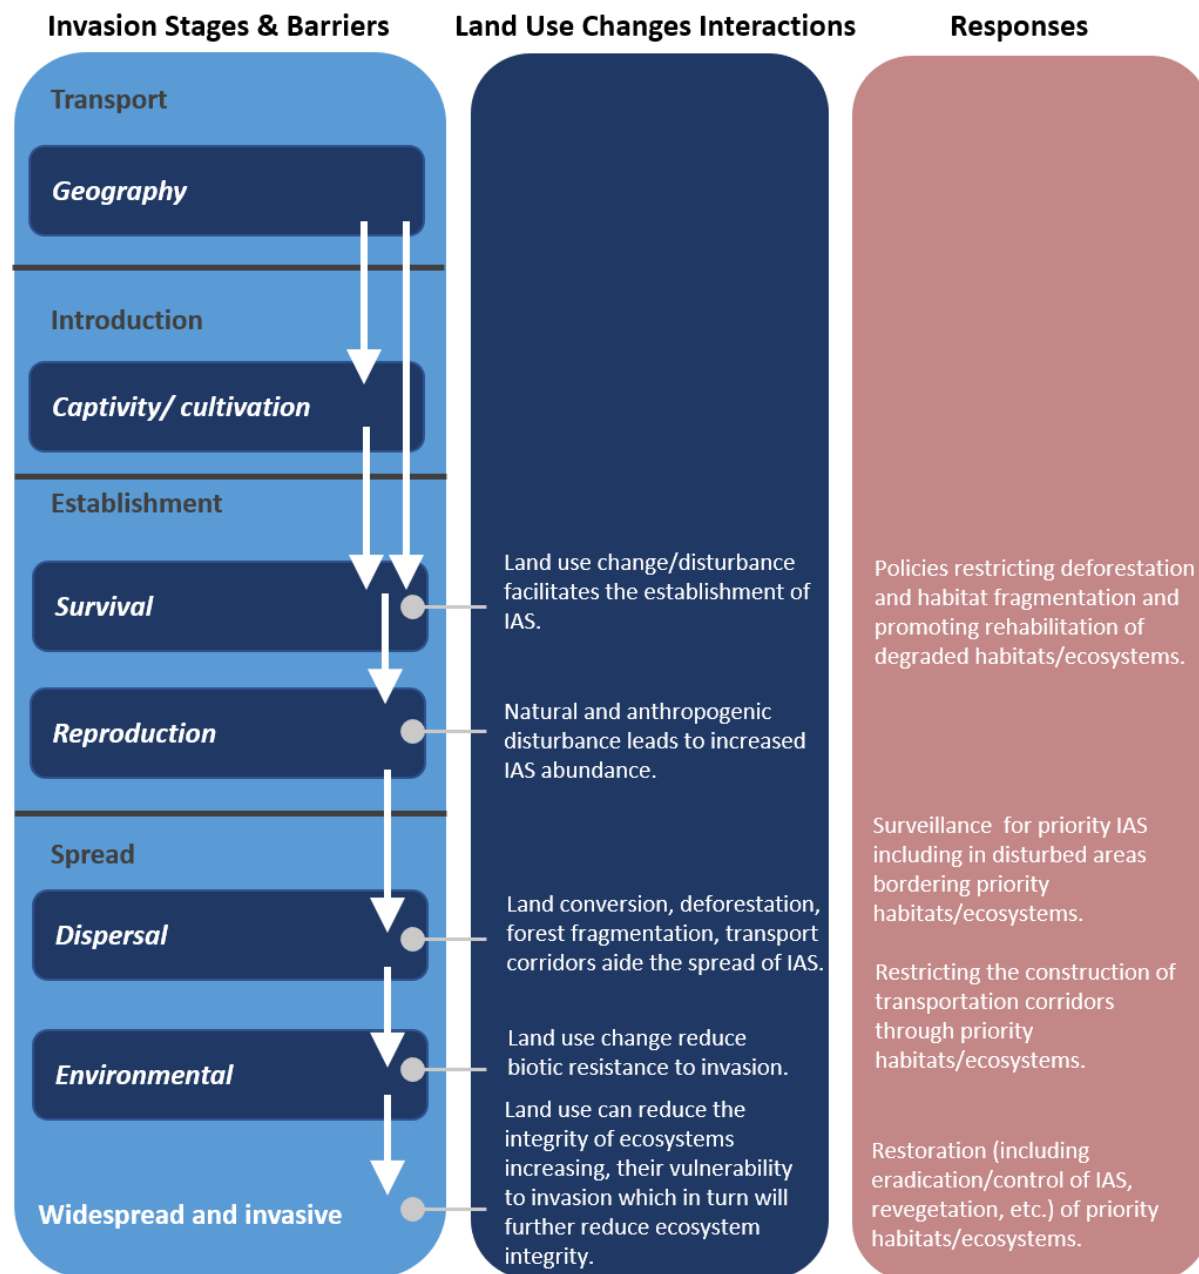 Invasion Stages & Barriers
Land Use Changes Interactions
Responses
Transport
Geography
Introduction
Captivity/ cultivation
Establishment
Survival
Reproduction
Spread
Dispersal
Environmental
Widespread and invasive
Land use change/disturbance
facilitates the establishment of
IAS.
Natural and anthropogenic
disturbance leads to increased
IAS abundance.
Land conversion, deforestation,
forest fragmentation, transport
corridors aide the spread of IAS.
Land use change reduce
biotic resistance to invasion.
Land use can reduce the
integrity of ecosystems
increasing, their vulnerability
to invasion which in turn will
further reduce ecosystem
integrity.
Policies restricting deforestation
and habitat fragmentation and
promoting rehabilitation of
degraded habitats/ecosystems.
Surveillance  for priority IAS
including in disturbed areas
bordering priority
habitats/ecosystems.
Restricting the construction of
transportation corridors
through priority
habitats/ecosystems.
Restoration (including
eradication/control of IAS,
revegetation, etc.) of priority
habitats/ecosystems.